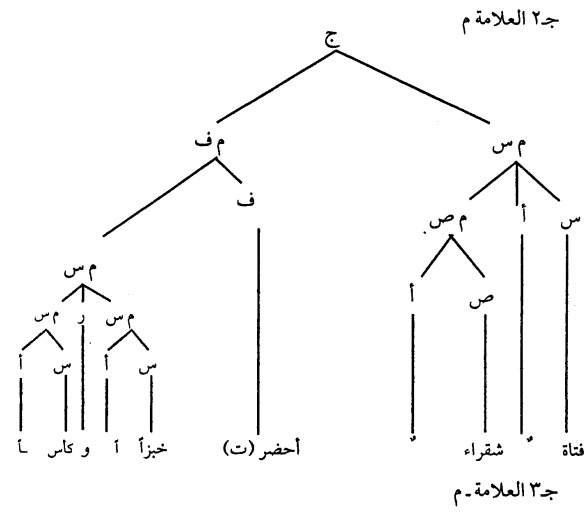 جـ٢ العلامة م
ج
م س
م ف
س
أ
م ص
ف
م س
ص
أ
م س
ر
م س
س
أ
س
أ
فتاة ٌ شقراء ٌ أحضر (ت) خبزاً اً و كاس ـاً
جـ٣ العلامة ـ م